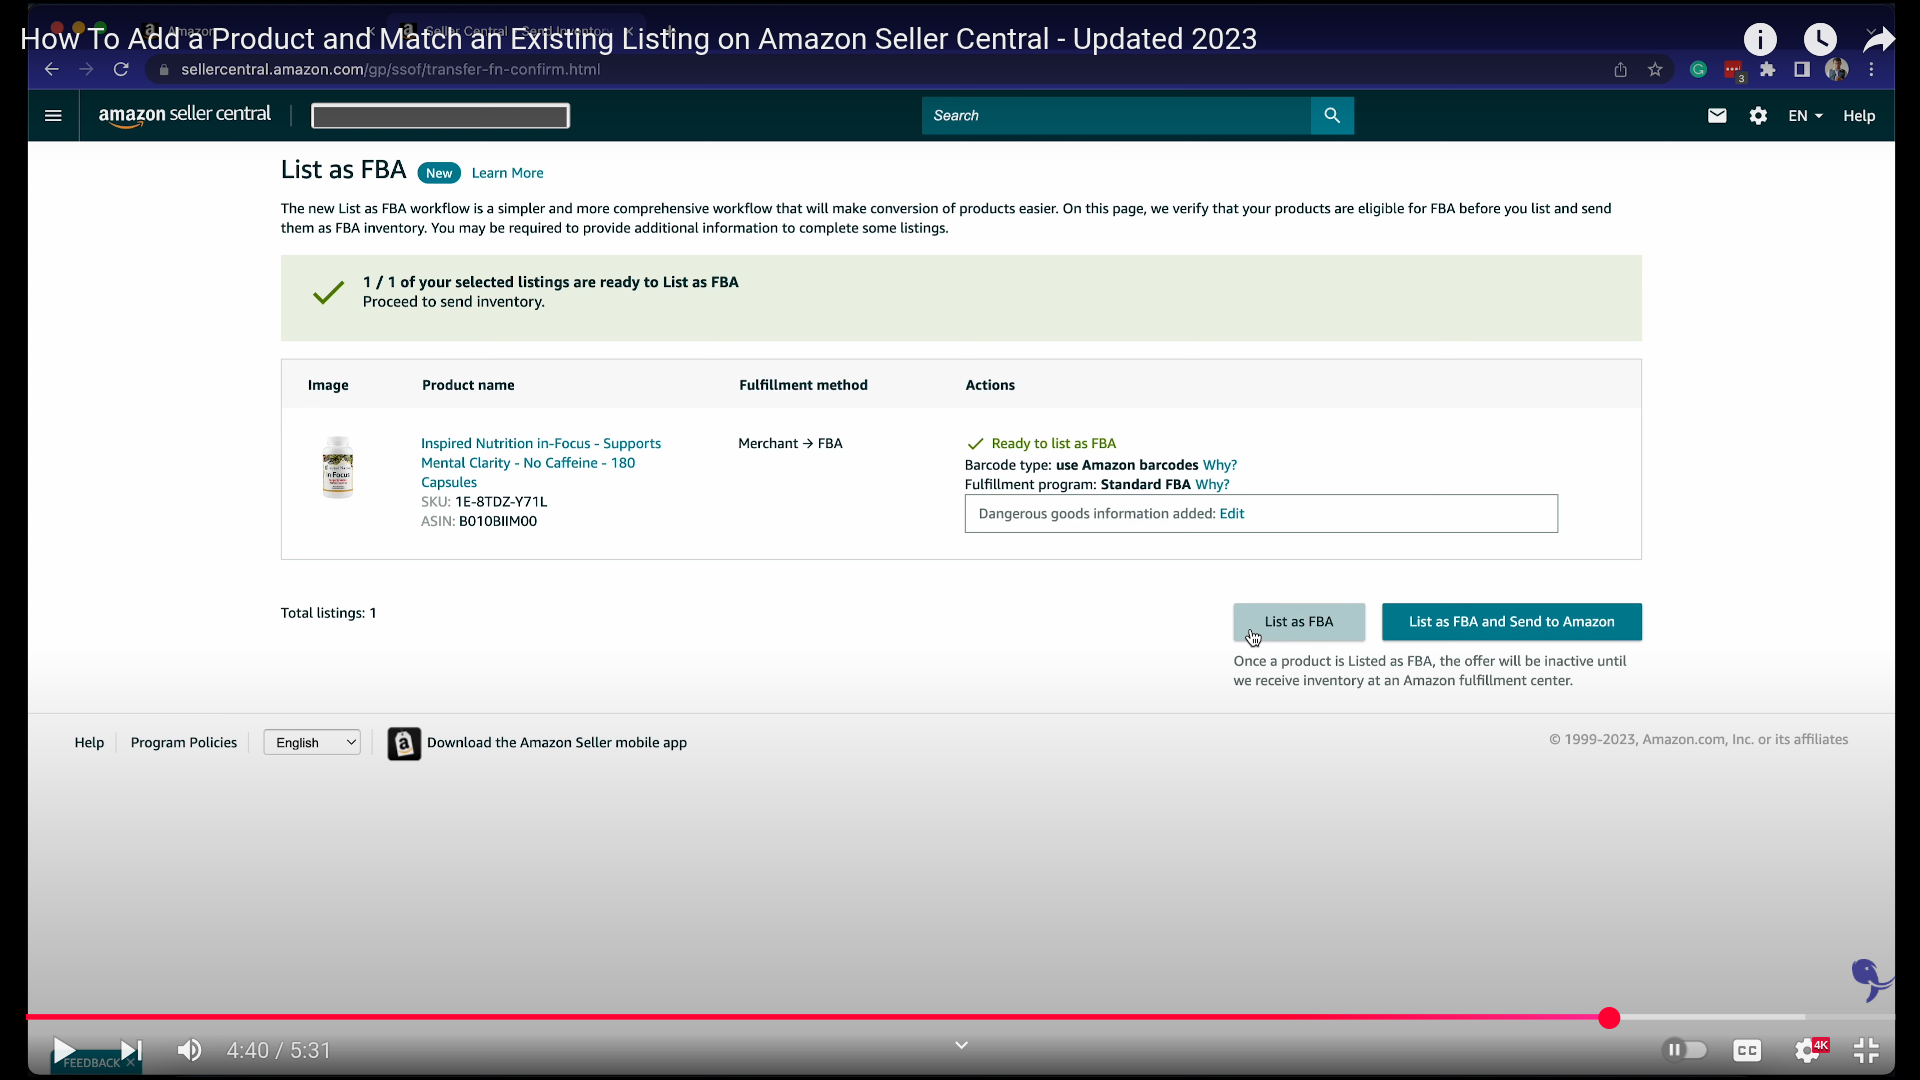 How To Add a Product and Match an Existing Listing on Amazon Seller Central - Updated 2023
sellercentral.amazon.com/gp/ssof/transfer-fn-confirm.html
3
amazon seller central
Search
EN
Help
List as FBA New Learn More
The new List as FBA workflow is a simpler and more comprehensive workflow that will make conversion of products easier. On this page, we verify that your products are eligible for FBA before you list and send
them as FBA inventory. You may be required to provide additional information to complete some listings.
1 / 1 of your selected listings are ready to List as FBA
Proceed to send inventory.
Image Product name Fulfillment method Actions
Inspired Nutrition in-Focus - Supports
Mental Clarity - No Caffeine - 180
Capsules
SKU: 1E-8TDZ-Y71L
ASIN: B010BIIM00
Merchant → FBA
Ready to list as FBA
Barcode type: use Amazon barcodes Why?
Fulfillment program: Standard FBA Why?
Dangerous goods information added: Edit
Total listings: 1
List as FBA
List as FBA and Send to Amazon
Once a product is Listed as FBA, the offer will be inactive until
we receive inventory at an Amazon fulfillment center.
Help Program Policies English Download the Amazon Seller mobile app
© 1999-2023, Amazon.com, Inc. or its affiliates
4:40 / 5:31
FEEDBACK
CC
4K